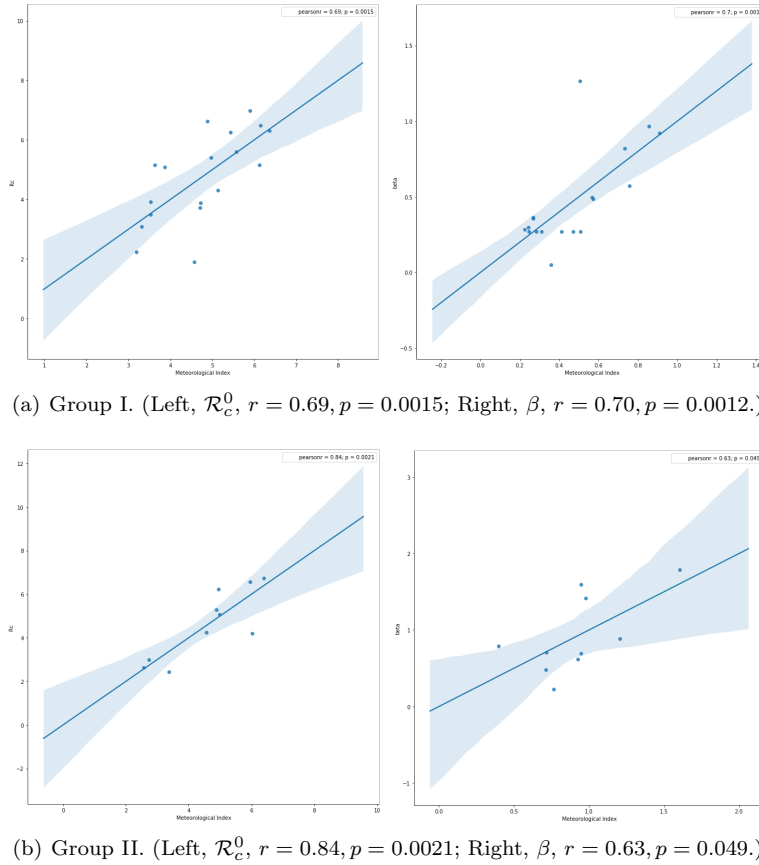 pearsonr = 0.69; p = 0.0015
10
8
6
4
2
0
Rc
1 2 3 4 5 6 7 8
Meteorological Index
pearsonr = 0.7; p = 0.001
1.5
1.0
0.5
0.0
−0.5
beta
−0.2 0.0 0.2 0.4 0.6 0.8 1.0 1.2 1.4
Meteorological Index
(a) Group I. (Left, $\mathcal{R}_c^0$, r = 0.69, p = 0.0015; Right, β, r = 0.70, p = 0.0012.)
pearsonr = 0.84; p = 0.0021
12
10
8
6
4
2
0
−2
Rc
0 2 4 6 8 10
Meteorological Index
pearsonr = 0.63; p = 0.049
3
2
1
0
−1
beta
0.0 0.5 1.0 1.5 2.0
Meteorological Index
(b) Group II. (Left, $\mathcal{R}_c^0$, r = 0.84, p = 0.0021; Right, β, r = 0.63, p = 0.049.)